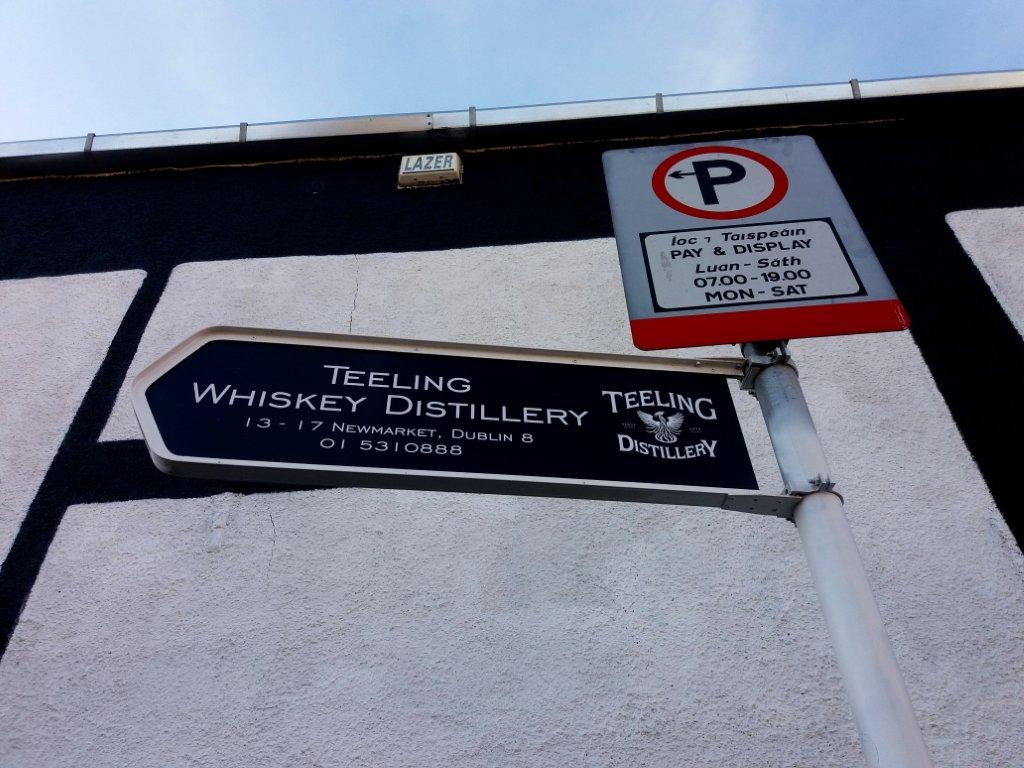 LAZER
P
Íoc ⁊ Taispeáin
PAY & DISPLAY
Luan - Sath
07.00 - 19.00
MON - SAT
TEELING
WHISKEY DISTILLERY
13 - 17 NEWMARKET, DUBLIN 8
01 5310888
TEELING
DISTILLERY